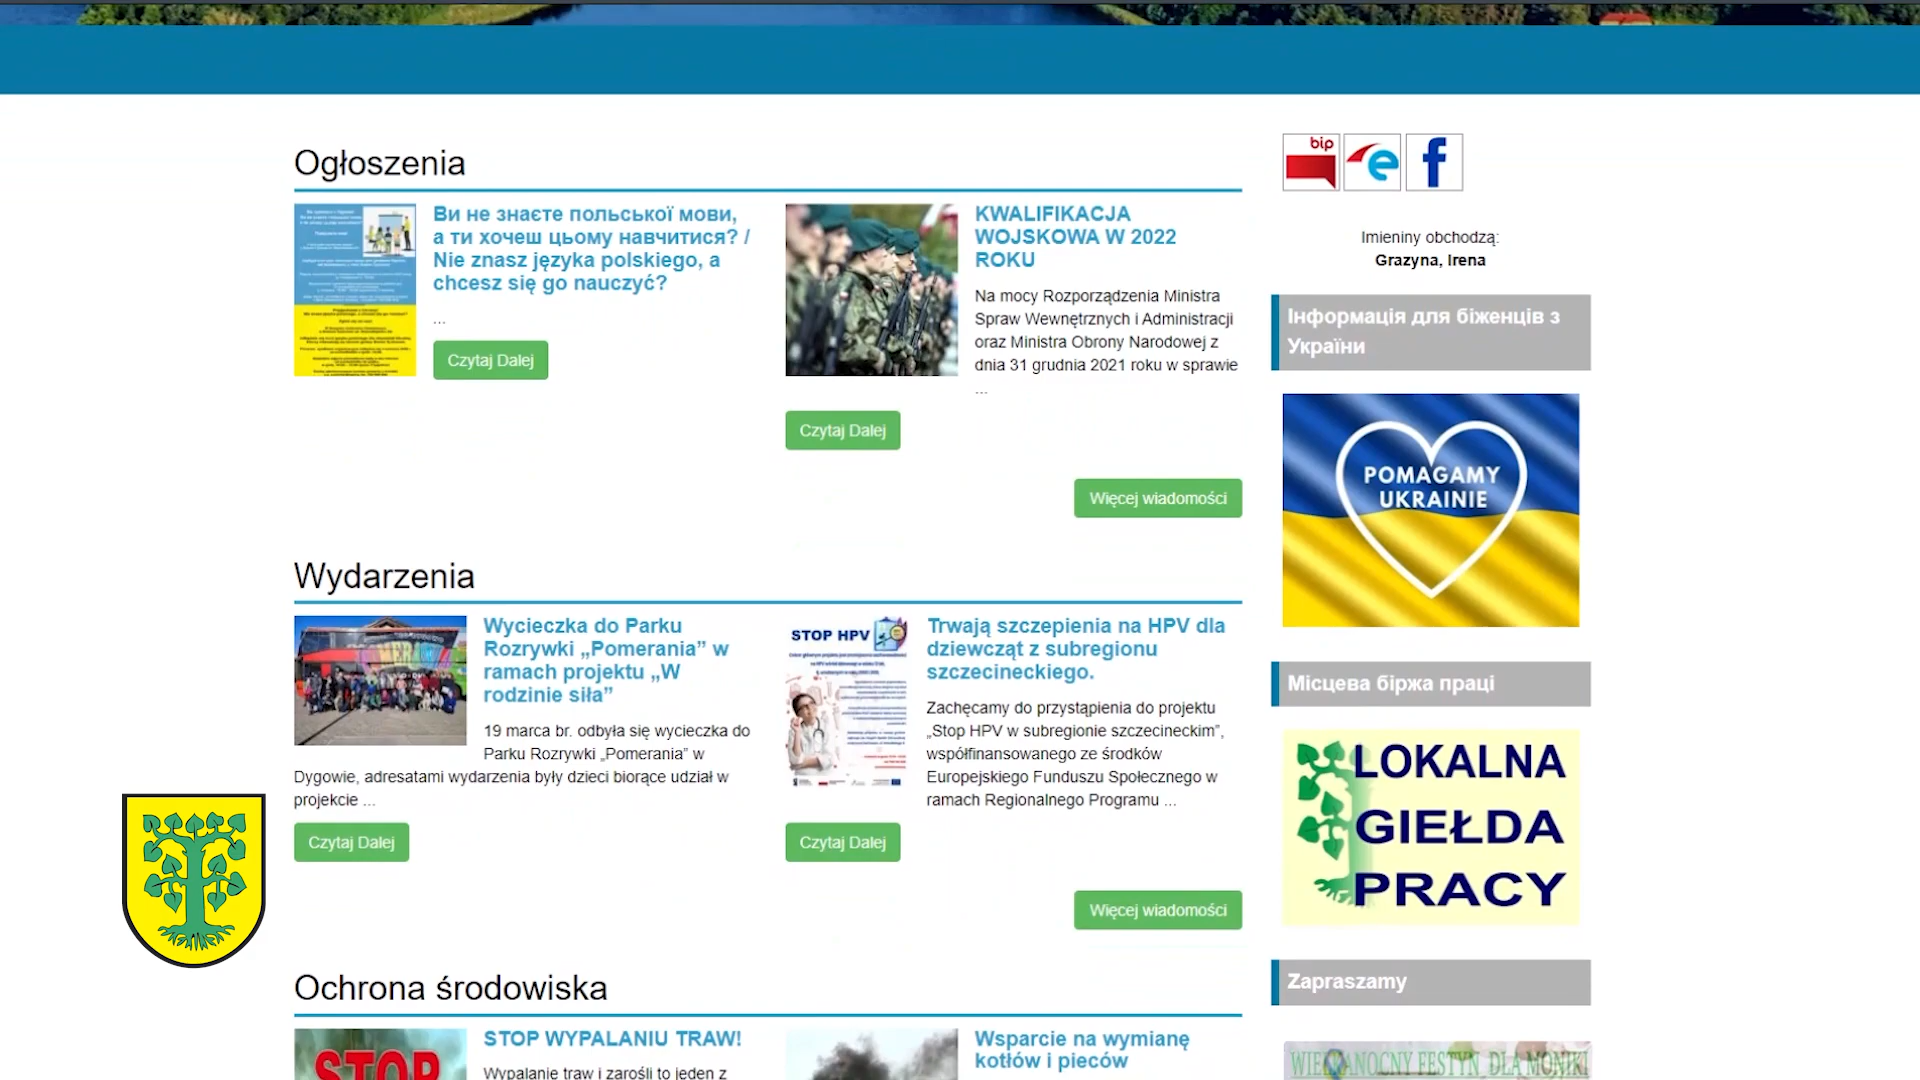 Ogłoszenia
Ви не знаєте польської мови,
а ти хочеш цьому навчитися? /
Nie znasz języka polskiego, a
chcesz się go nauczyć?
...
Czytaj Dalej
KWALIFIKACJA
WOJSKOWA W 2022
ROKU
Na mocy Rozporządzenia Ministra
Spraw Wewnętrznych i Administracji
oraz Ministra Obrony Narodowej z
dnia 31 grudnia 2021 roku w sprawie
...
Czytaj Dalej
Więcej wiadomości
Wydarzenia
Wycieczka do Parku
Rozrywki „Pomerania” w
ramach projektu „W
rodzinie siła”
19 marca br. odbyła się wycieczka do
Parku Rozrywki „Pomerania” w
Dygowie, adresatami wydarzenia były dzieci biorące udział w
projekcie ...
Czytaj Dalej
STOP HPV
Trwają szczepienia na HPV dla
dziewcząt z subregionu
szczecineckiego.
Zachęcamy do przystąpienia do projektu
„Stop HPV w subregionie szczecineckim”,
współfinansowanego ze środków
Europejskiego Funduszu Społecznego w
ramach Regionalnego Programu ...
Czytaj Dalej
Więcej wiadomości
Ochrona środowiska
STOP
STOP WYPALANIU TRAW!
Wypalanie traw i zarośli to jeden z
Wsparcie na wymianę
kotłów i pieców
bip
Imieniny obchodzą:
Grazyna, Irena
Інформація для біженців з
України
POMAGAMY
UKRAINIE
Місцева біржа праці
LOKALNA
GIEŁDA
PRACY
Zapraszamy
WIELKANOCNY FESTYN DLA MONIKI